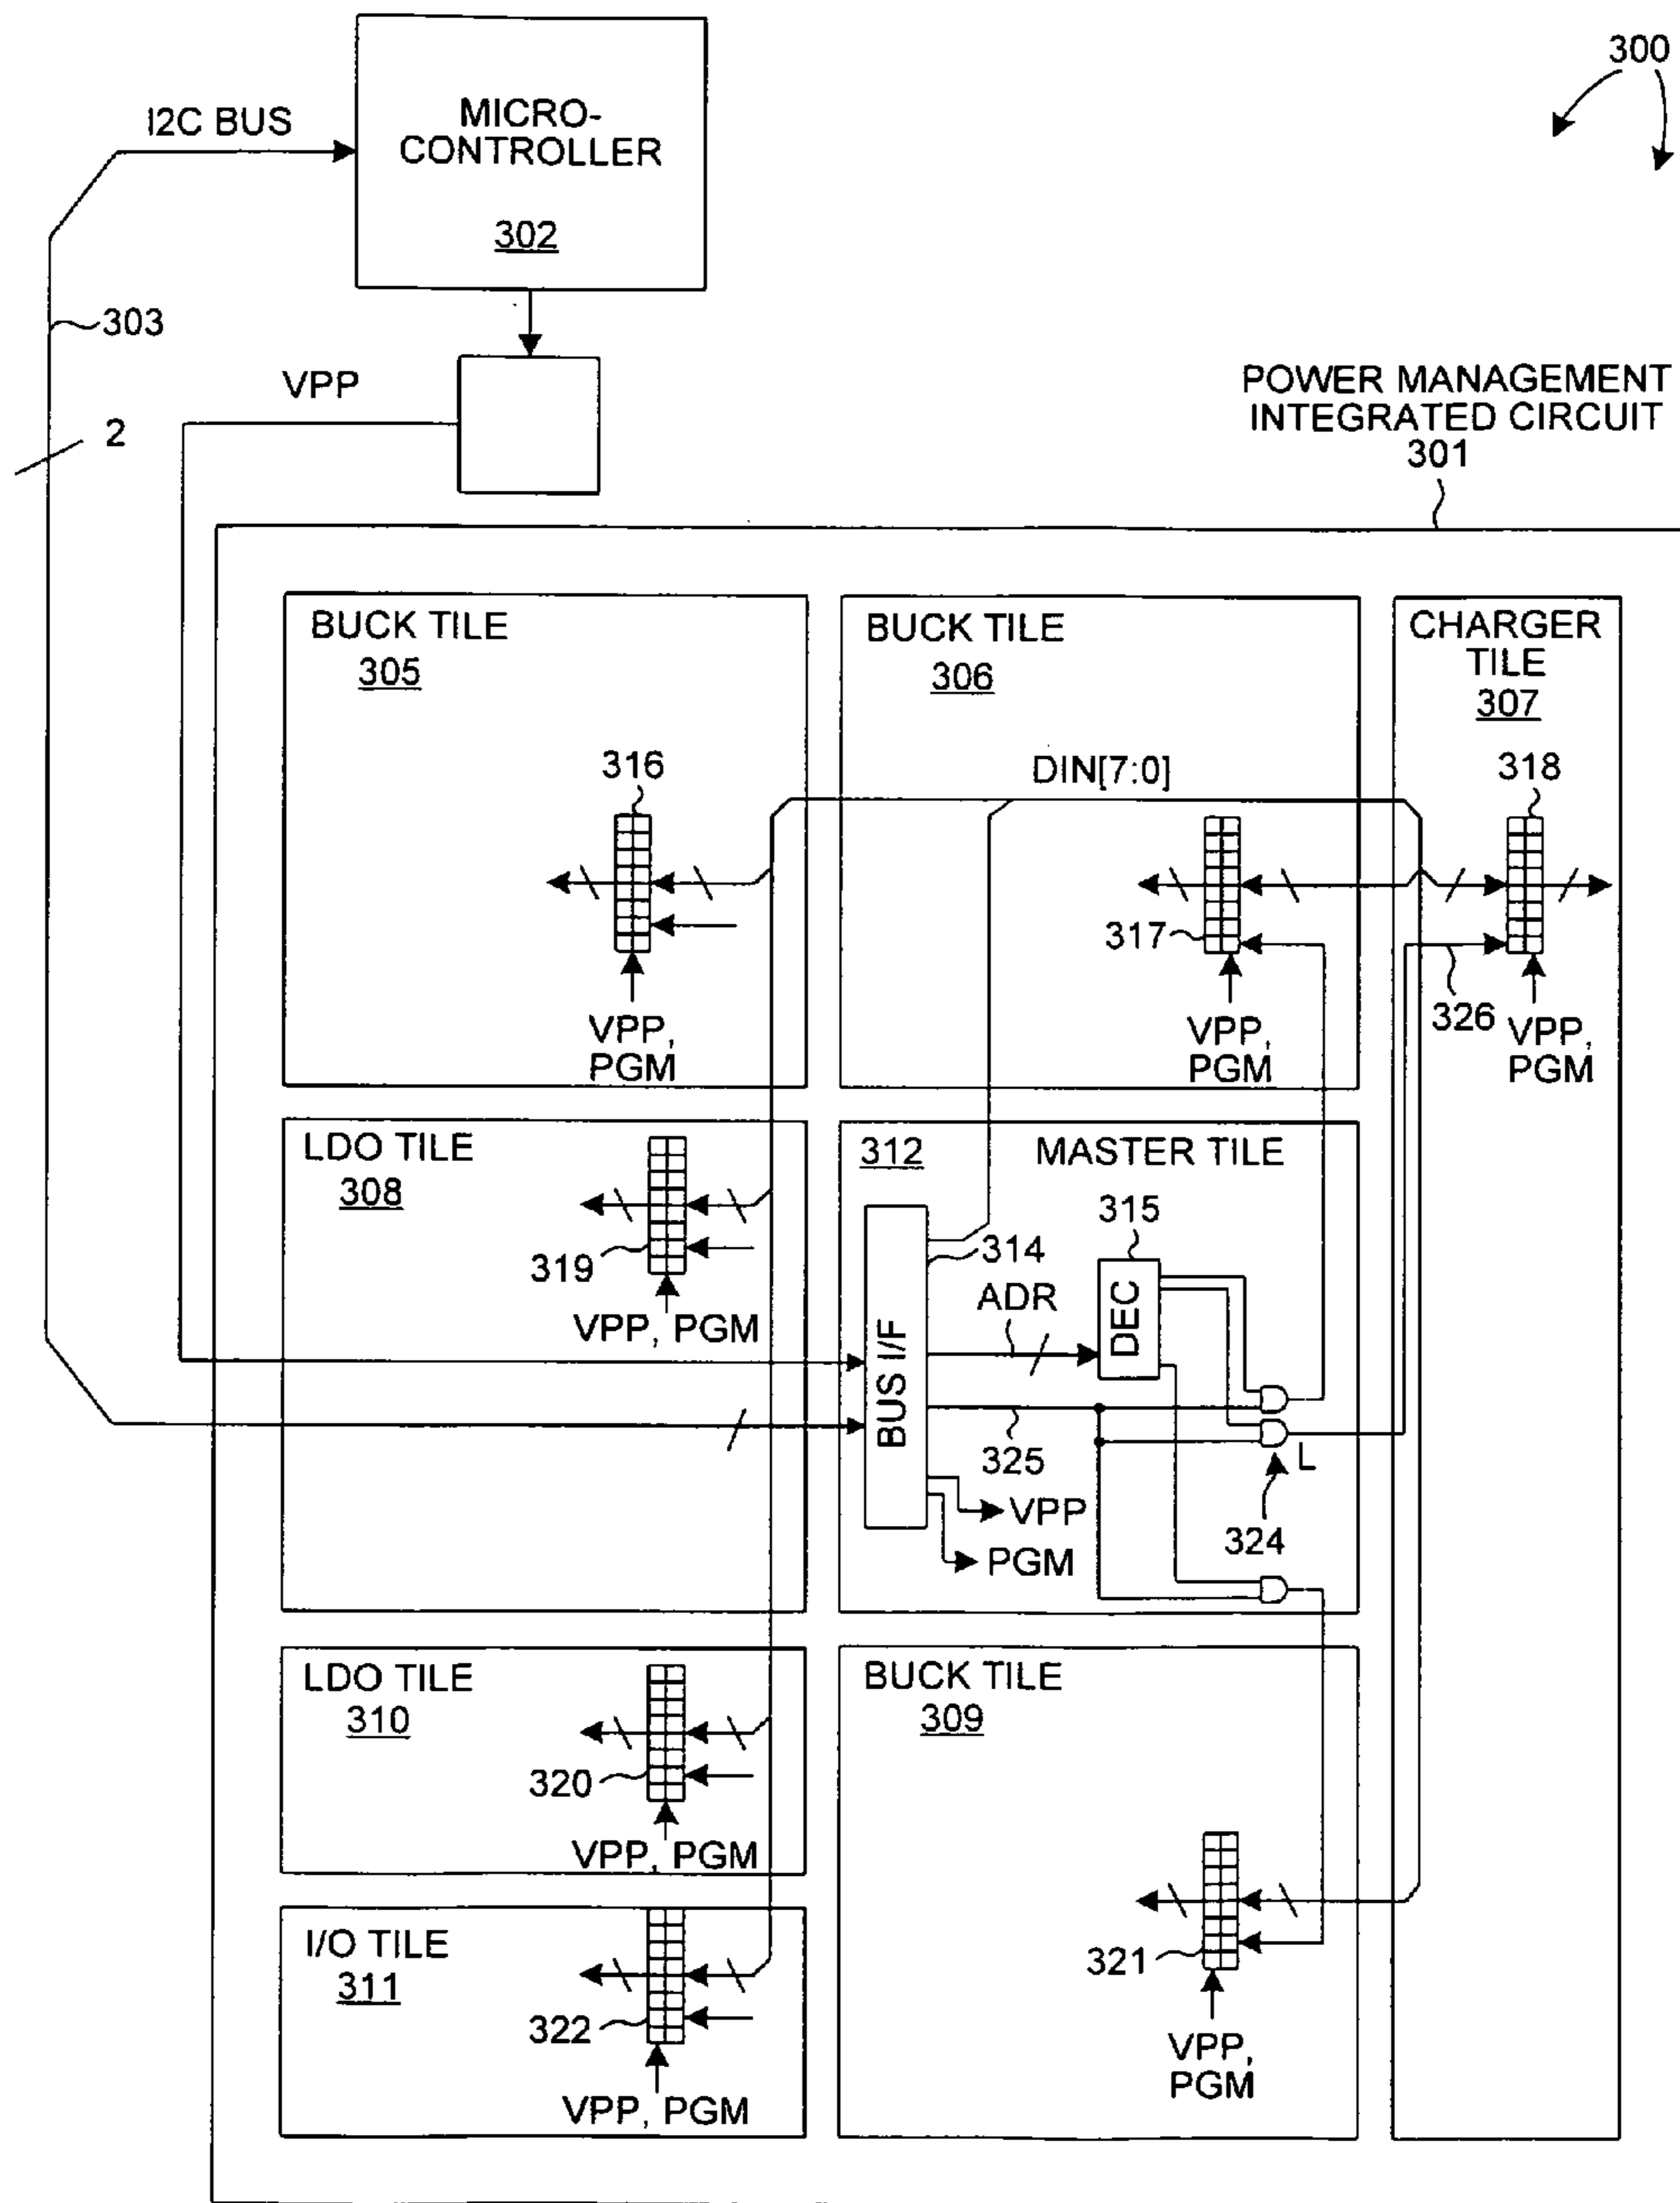 300
I2C BUS
MICRO-
CONTROLLER
302
303
VPP
2
POWER MANAGEMENT
INTEGRATED CIRCUIT
301
BUCK TILE
305
316
VPP,
PGM
BUCK TILE
306
DIN[7:0]
317
VPP,
PGM
CHARGER
TILE
307
318
326
VPP,
PGM
LDO TILE
308
319
VPP, PGM
312
MASTER TILE
314
315
ADR
DEC
BUS I/F
325
L
324
VPP
PGM
LDO TILE
310
320
VPP, PGM
BUCK TILE
309
321
VPP,
PGM
I/O TILE
311
322
VPP, PGM